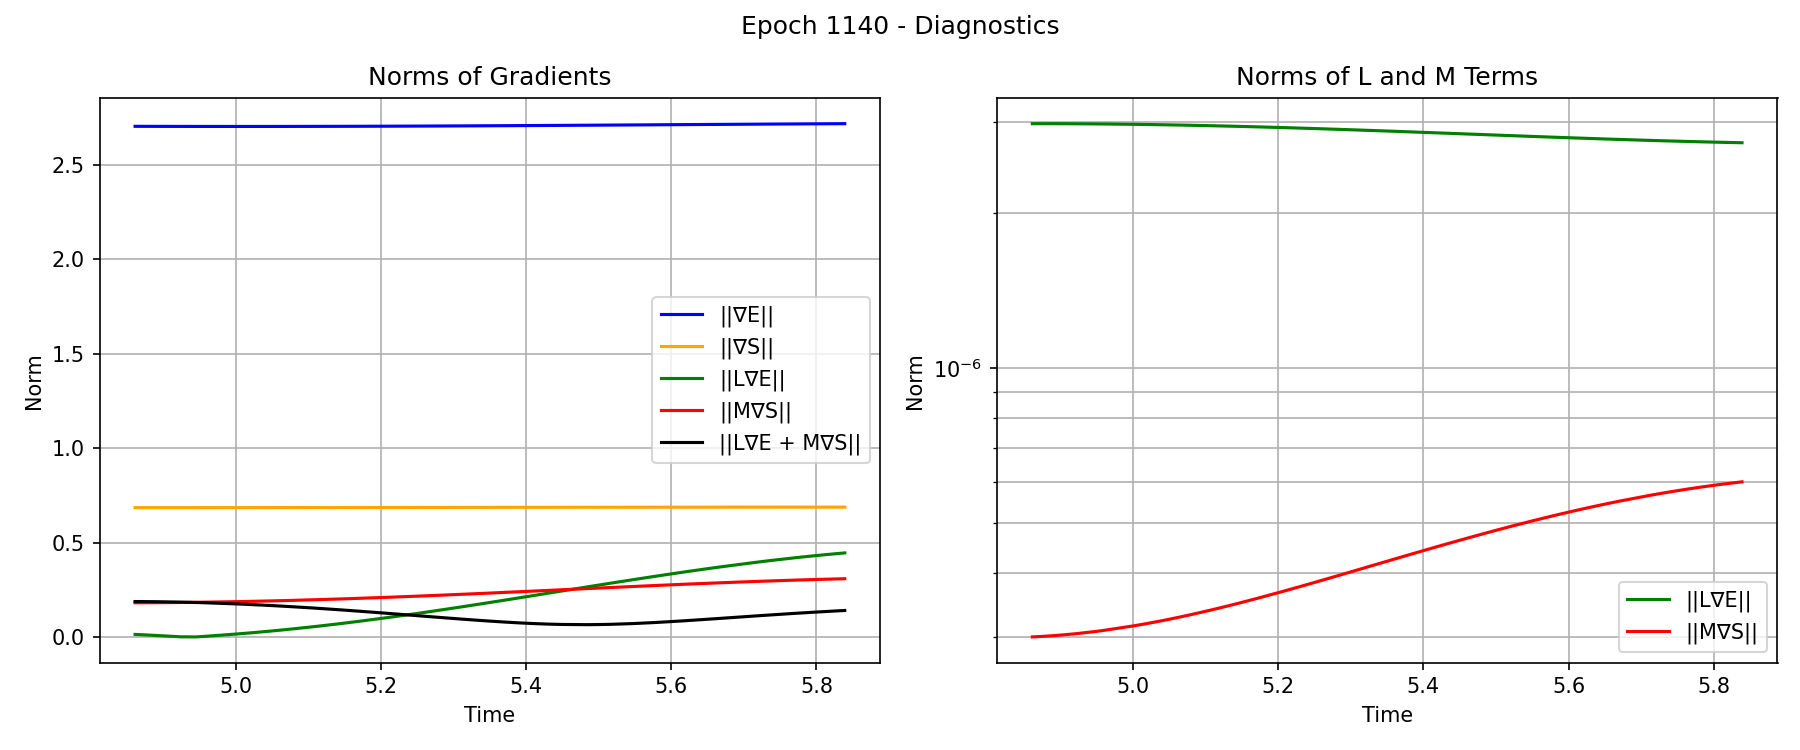 Epoch 1140 - Diagnostics
Norms of Gradients
Norm
2.5
2.0
1.5
1.0
0.5
0.0
||∇E||
||∇S||
||L∇E||
||M∇S||
||L∇E + M∇S||
5.0 5.2 5.4 5.6 5.8
Time
Norms of L and M Terms
Norm
10⁻⁶
||L∇E||
||M∇S||
5.0 5.2 5.4 5.6 5.8
Time